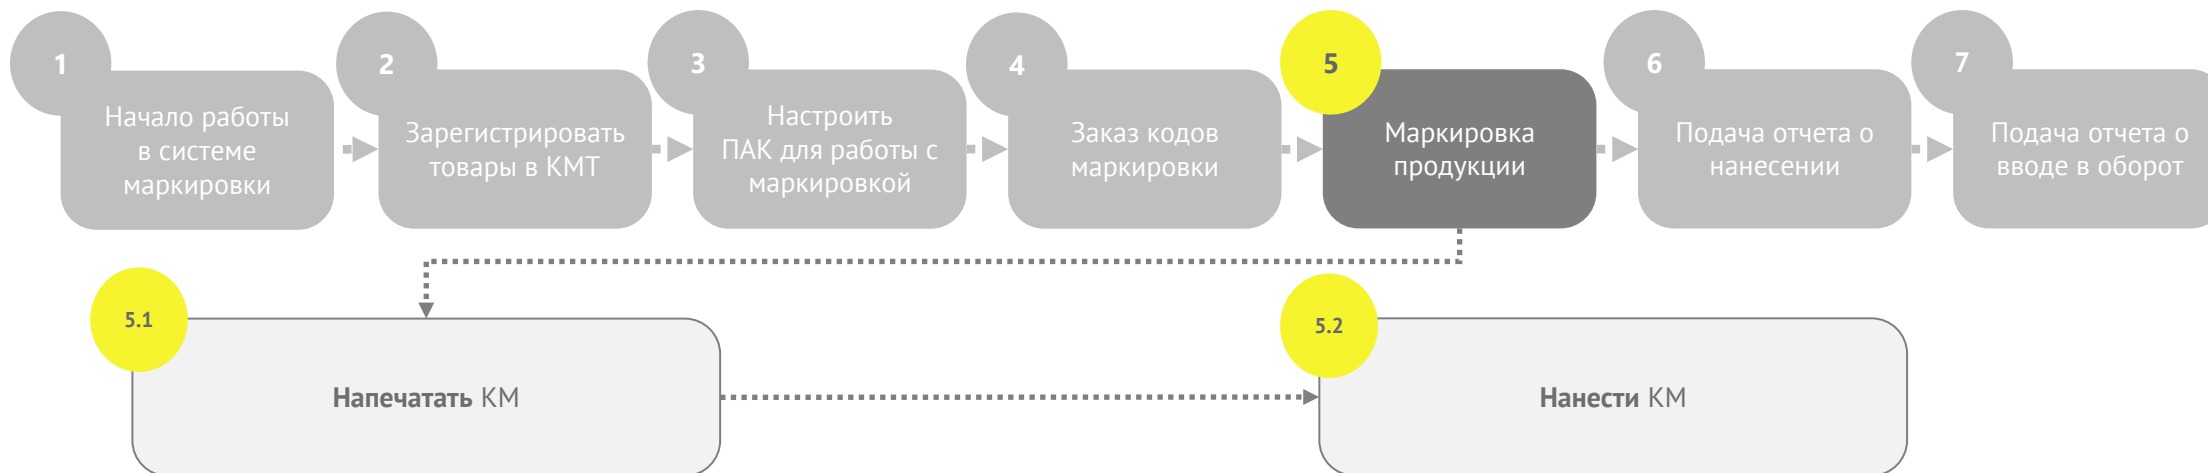 1
Начало работы
в системе
маркировки
2
Зарегистрировать
товары в КМТ
3
Настроить
ПАК для работы с
маркировкой
4
Заказ кодов
маркировки
5
Маркировка
продукции
6
Подача отчета о
нанесении
7
Подача отчета о
вводе в оборот
5.1
Напечатать КМ
5.2
Нанести КМ